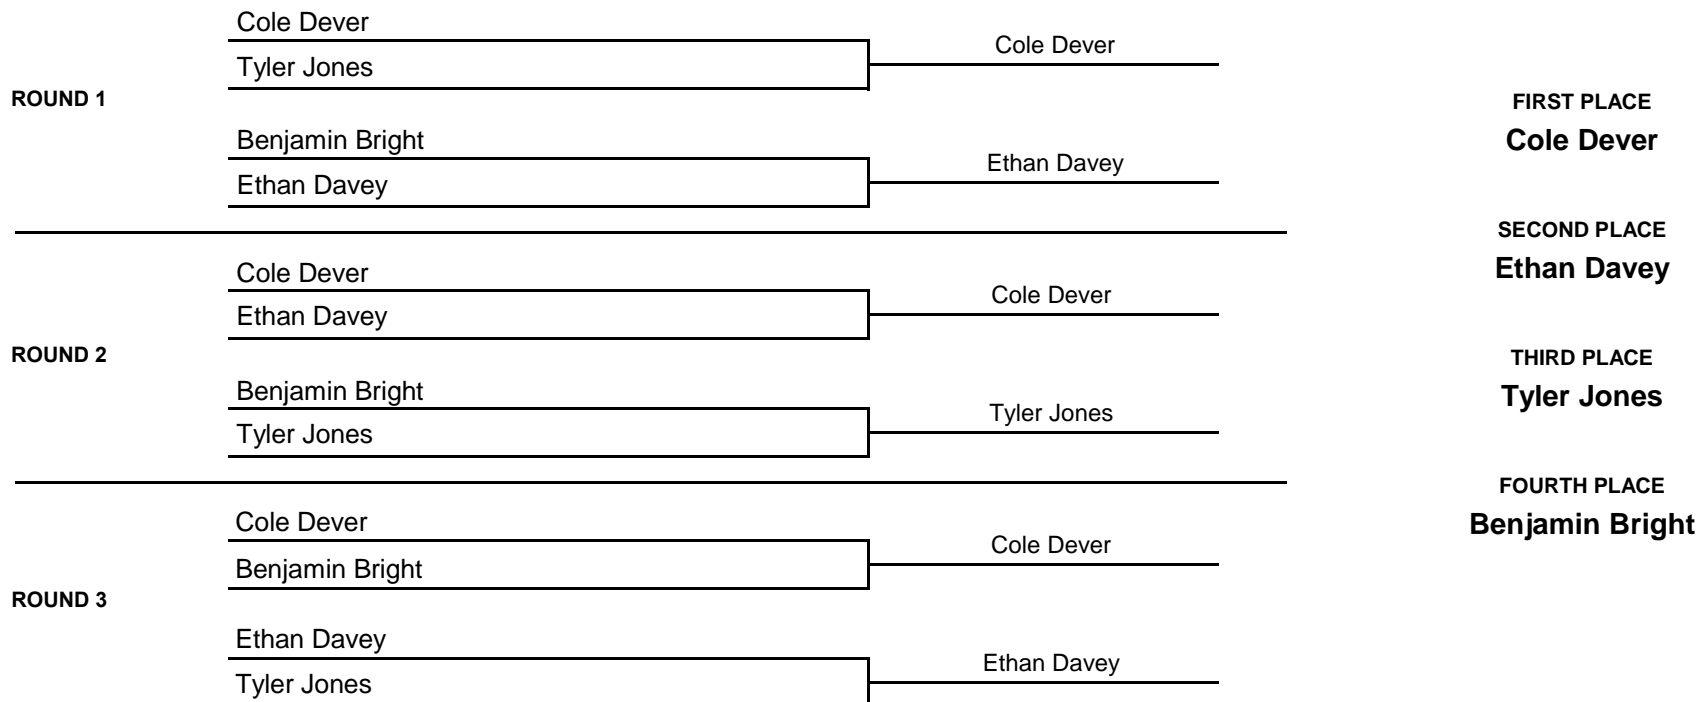 ROUND 1
Cole Dever
Tyler Jones
Cole Dever
Benjamin Bright
Ethan Davey
Ethan Davey
ROUND 2
Cole Dever
Ethan Davey
Cole Dever
Benjamin Bright
Tyler Jones
Tyler Jones
ROUND 3
Cole Dever
Benjamin Bright
Cole Dever
Ethan Davey
Tyler Jones
Ethan Davey
FIRST PLACE
Cole Dever
SECOND PLACE
Ethan Davey
THIRD PLACE
Tyler Jones
FOURTH PLACE
Benjamin Bright